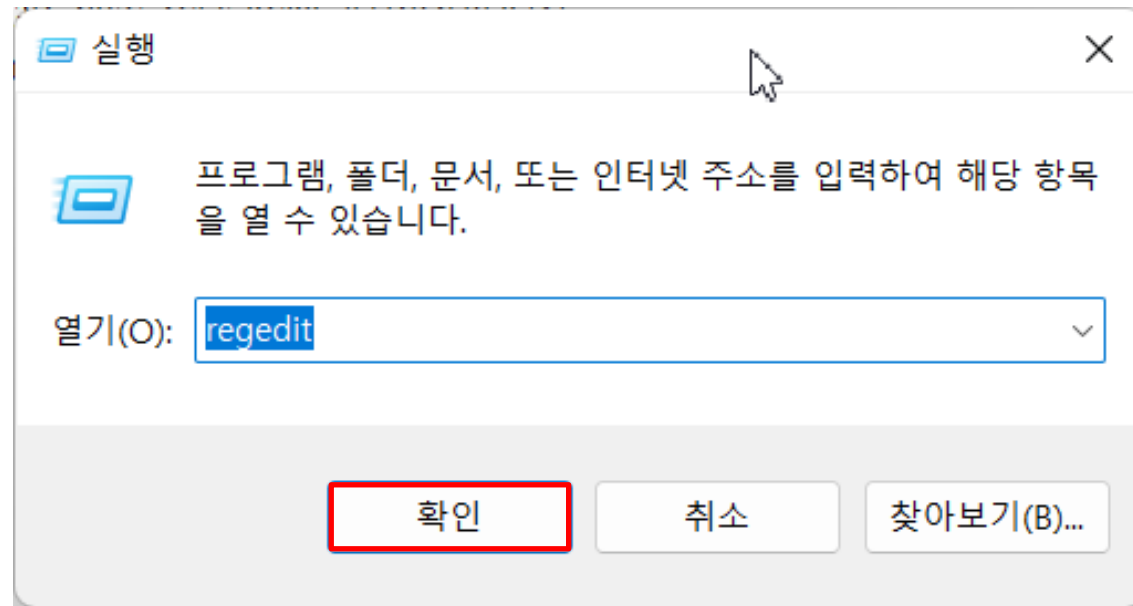 실행
프로그램, 폴더, 문서, 또는 인터넷 주소를 입력하여 해당 항목
을 열 수 있습니다.
열기(O): regedit
확인 취소 찾아보기(B)...